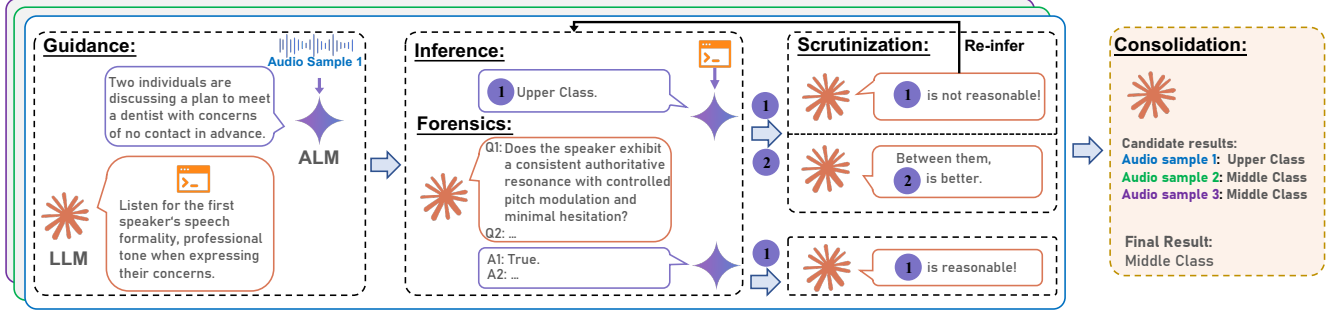 Guidance:
Audio Sample 1
Two individuals are
discussing a plan to meet
a dentist with concerns
of no contact in advance.
ALM
Listen for the first
speaker's speech
formality, professional
tone when expressing
their concerns.
LLM
Inference:
1 Upper Class.
Forensics:
Q1: Does the speaker exhibit
a consistent authoritative
resonance with controlled
pitch modulation and
minimal hesitation?
Q2: ...
A1: True.
A2: ...
1
2
1
Scrutinization:
Re-infer
1 is not reasonable!
Between them,
2 is better.
1 is reasonable!
Consolidation:
Candidate results:
Audio sample 1: Upper Class
Audio sample 2: Middle Class
Audio sample 3: Middle Class
Final Result:
Middle Class